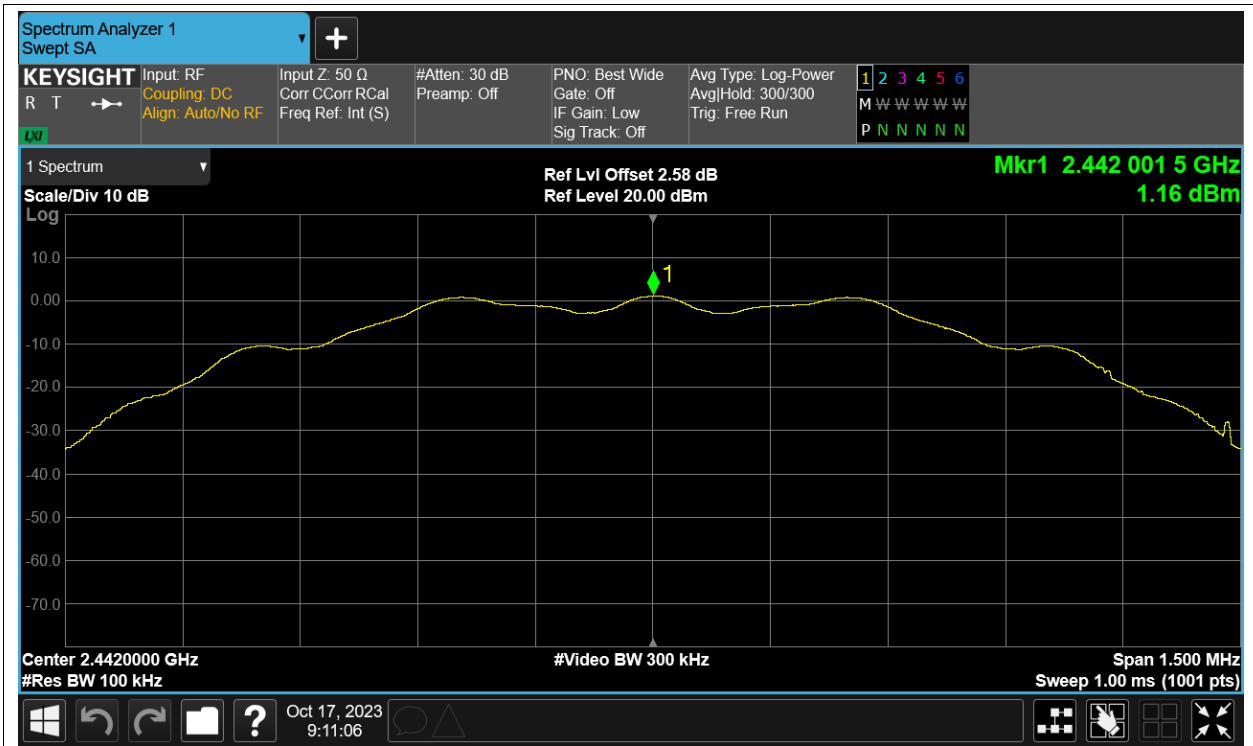 Spectrum Analyzer 1
Swept SA
KEYSIGHT
R T
LXI
Input: RF
Coupling: DC
Align: Auto/No RF
Input Z: 50 Ω
Corr CCorr RCal
Freq Ref: Int (S)
#Atten: 30 dB
Preamp: Off
PNO: Best Wide
Gate: Off
IF Gain: Low
Sig Track: Off
Avg Type: Log-Power
Avg|Hold: 300/300
Trig: Free Run
1 2 3 4 5 6
M W W W W W W
P N N N N N N
1 Spectrum
Scale/Div 10 dB
Log
Ref Lvl Offset 2.58 dB
Ref Level 20.00 dBm
Mkr1 2.442 001 5 GHz
1.16 dBm
1
10.0
0.00
-10.0
-20.0
-30.0
-40.0
-50.0
-60.0
-70.0
Center 2.4420000 GHz
#Res BW 100 kHz
#Video BW 300 kHz
Span 1.500 MHz
Sweep 1.00 ms (1001 pts)
?
Oct 17, 2023
9:11:06